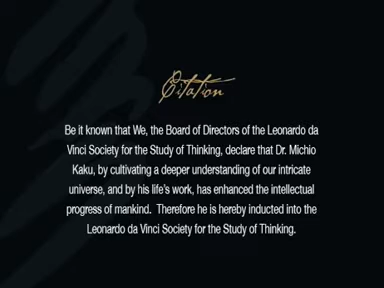 Citation
Be it known that We, the Board of Directors of the Leonardo da
Vinci Society for the Study of Thinking, declare that Dr. Michio
Kaku, by cultivating a deeper understanding of our intricate
universe, and by his life's work, has enhanced the intellectual
progress of mankind. Therefore he is hereby inducted into the
Leonardo da Vinci Society for the Study of Thinking.